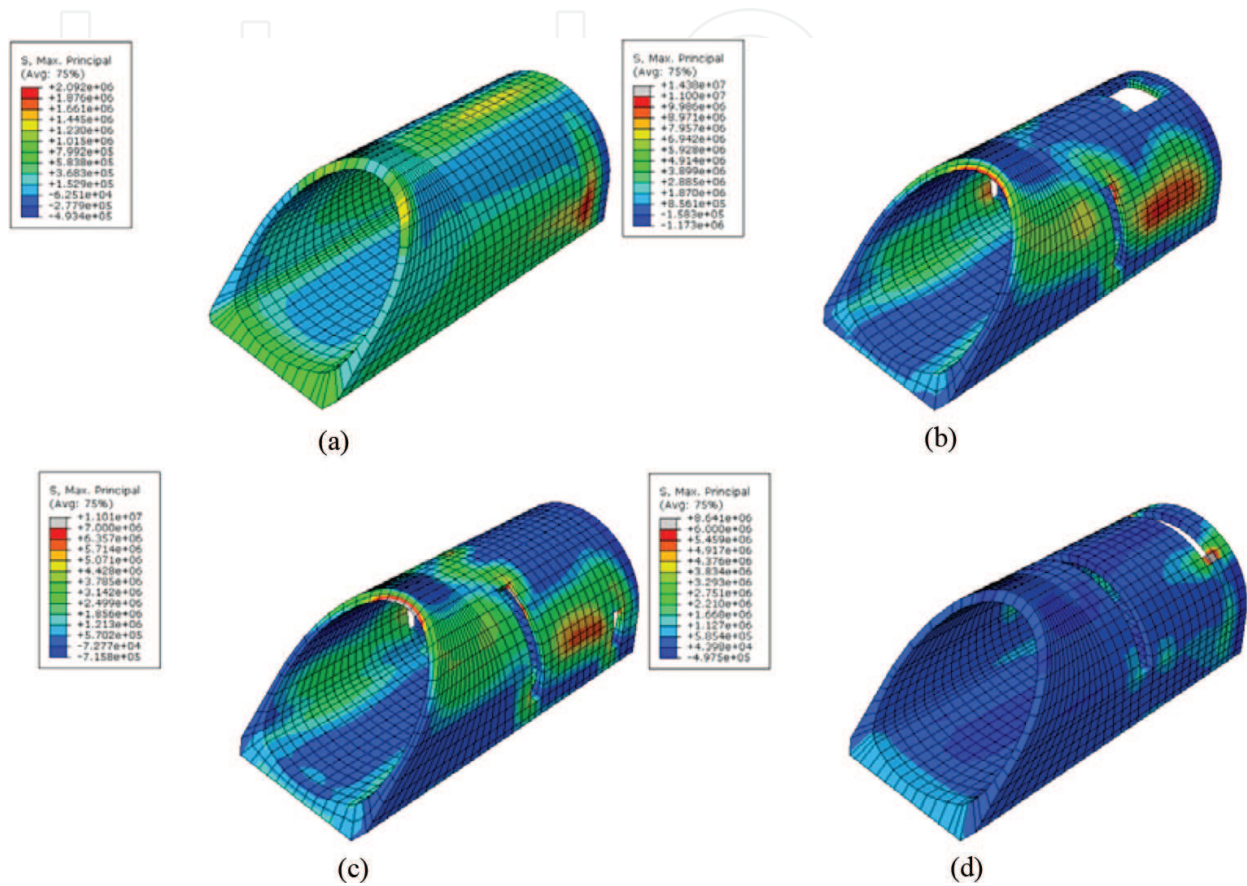 S, Max. Principal
(Avg: 75%)
+2.092e+06
+1.876e+06
+1.661e+06
+1.445e+06
+1.230e+06
+1.015e+06
+7.992e+05
+5.838e+05
+3.683e+05
+1.529e+05
-6.251e+04
-2.779e+05
-4.934e+05
(a)
S, Max. Principal
(Avg: 75%)
+1.438e+07
+1.100e+07
+9.986e+06
+8.971e+06
+7.957e+06
+6.942e+06
+5.928e+06
+4.914e+06
+3.899e+06
+2.885e+06
+1.870e+06
+8.561e+05
-1.583e+05
-1.173e+06
(b)
S, Max. Principal
(Avg: 75%)
+1.101e+07
+7.000e+06
+6.357e+06
+5.714e+06
+5.071e+06
+4.428e+06
+3.785e+06
+3.142e+06
+2.499e+06
+1.856e+06
+1.213e+06
+5.702e+05
-7.277e+04
-7.158e+05
(c)
S, Max. Principal
(Avg: 75%)
+8.641e+06
+6.000e+06
+5.459e+06
+4.917e+06
+4.376e+06
+3.834e+06
+3.293e+06
+2.751e+06
+2.210e+06
+1.668e+06
+1.127e+06
+5.854e+05
+4.398e+04
-4.975e+05
(d)